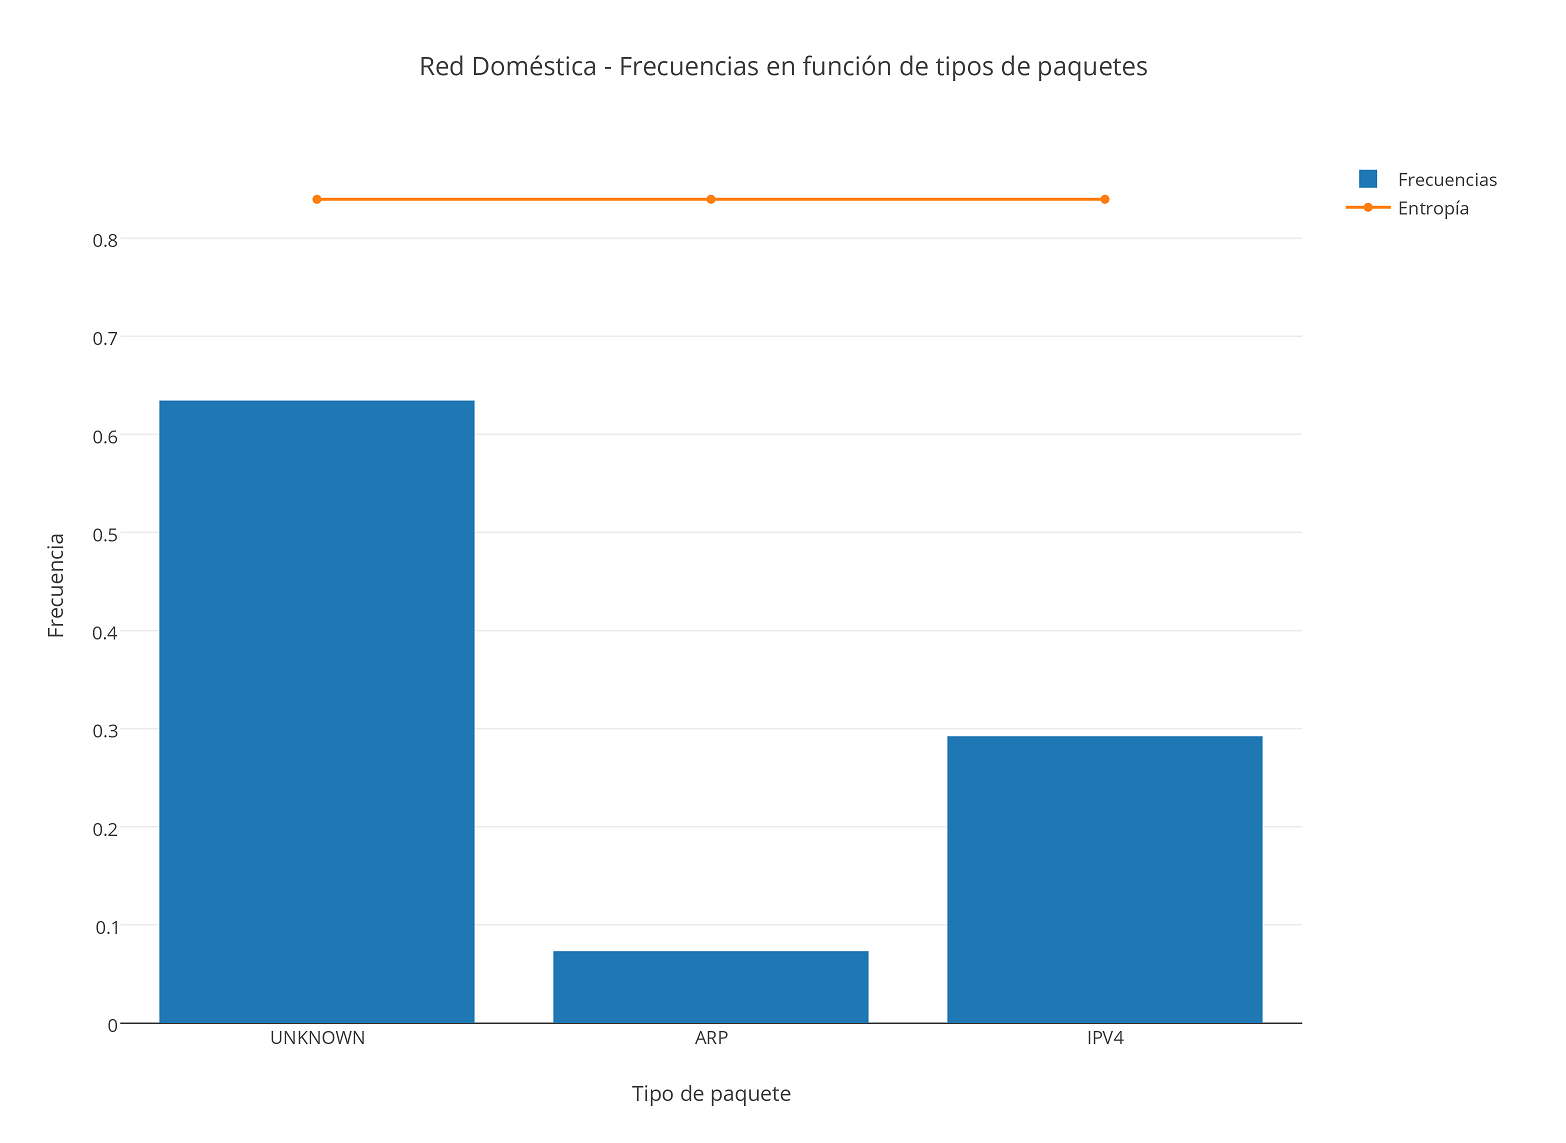 Red Doméstica - Frecuencias en función de tipos de paquetes
Frecuencias
Entropía
0.8
0.7
0.6
0.5
0.4
0.3
0.2
0.1
0
Frecuencia
UNKNOWN
ARP
IPV4
Tipo de paquete